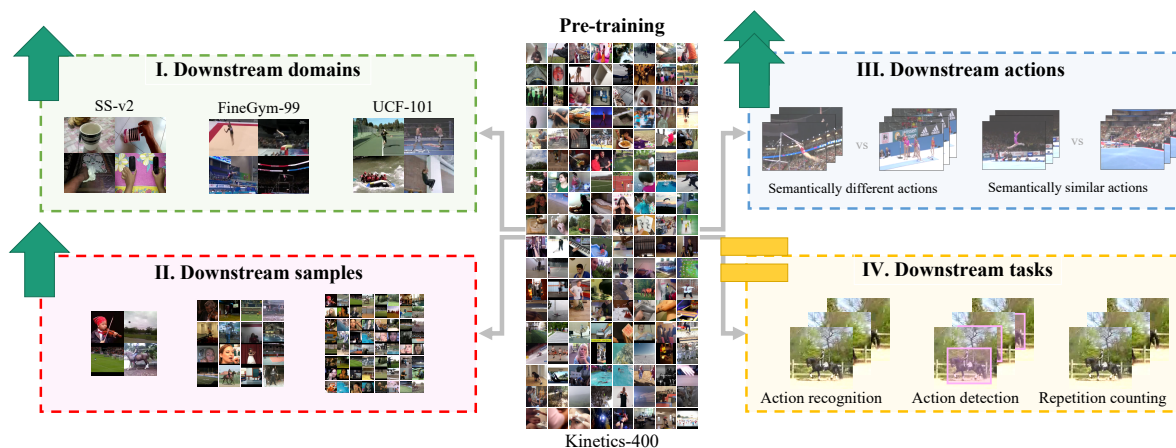 Pre-training
I. Downstream domains
SS-v2
FineGym-99
UCF-101
II. Downstream samples
III. Downstream actions
vs
vs
Semantically different actions
Semantically similar actions
IV. Downstream tasks
Action recognition
Action detection
Repetition counting
Kinetics-400